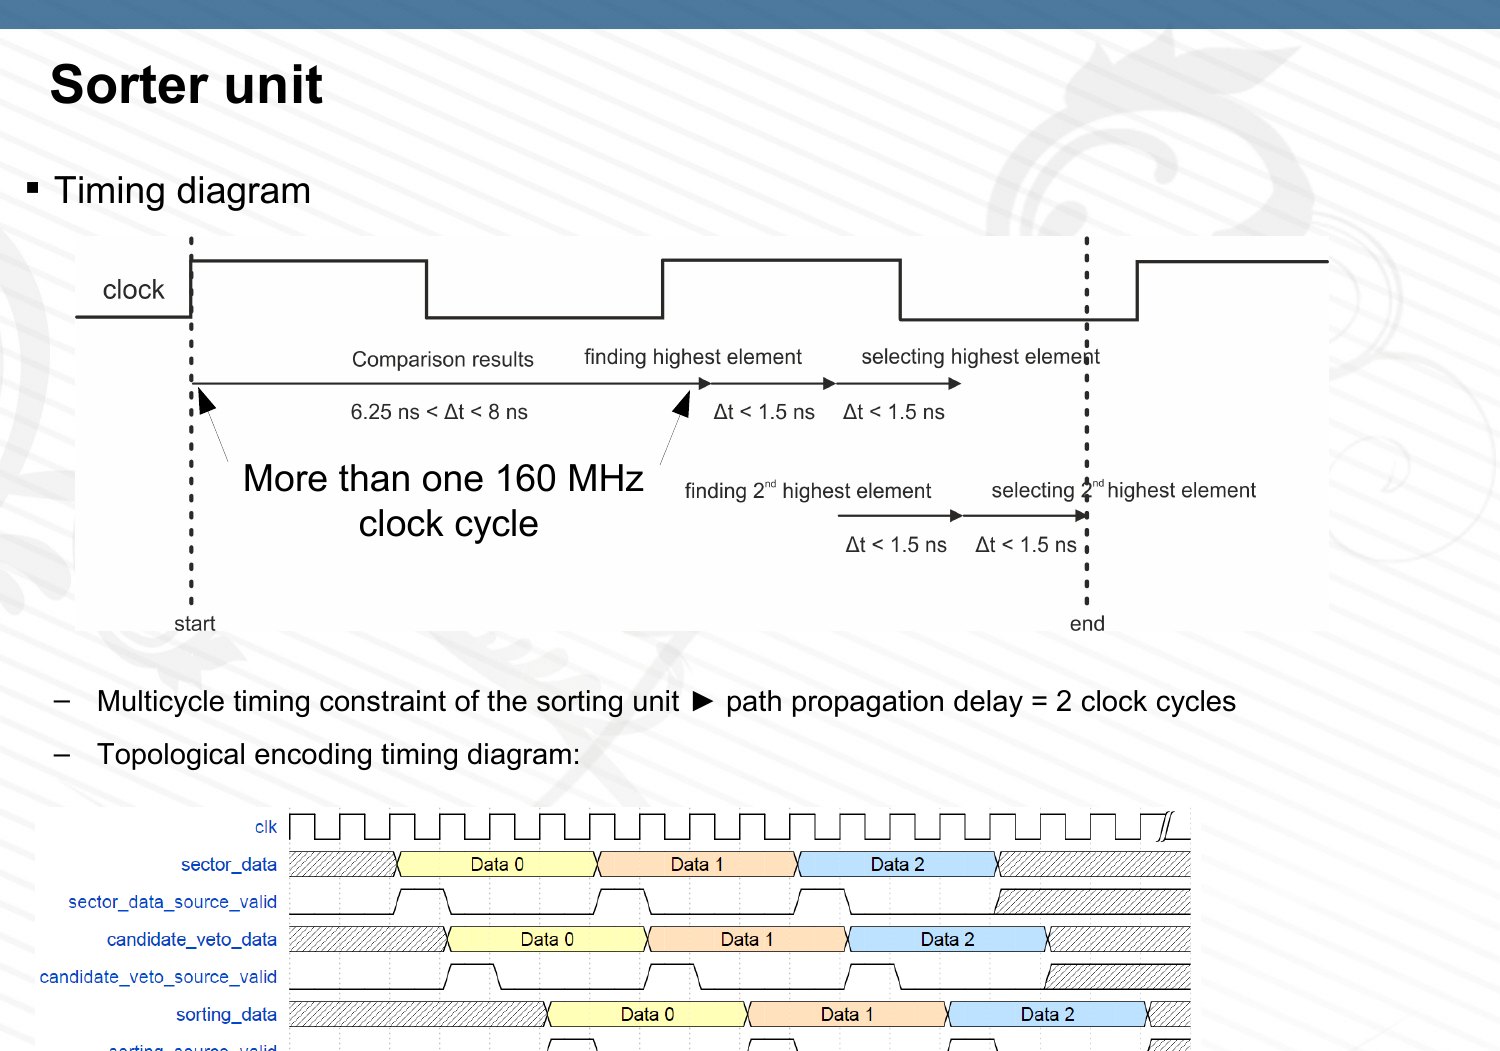 Sorter unit
▪ Timing diagram
clock
Comparison results
finding highest element
selecting highest element
6.25 ns < Δt < 8 ns
Δt < 1.5 ns
Δt < 1.5 ns
More than one 160 MHz
clock cycle
finding 2nd highest element
selecting 2nd highest element
Δt < 1.5 ns
Δt < 1.5 ns
start
end
– Multicycle timing constraint of the sorting unit ► path propagation delay = 2 clock cycles
– Topological encoding timing diagram:
clk
sector_data Data 0 Data 1 Data 2
sector_data_source_valid
candidate_veto_data Data 0 Data 1 Data 2
candidate_veto_source_valid
sorting_data Data 0 Data 1 Data 2
sorting_source_valid